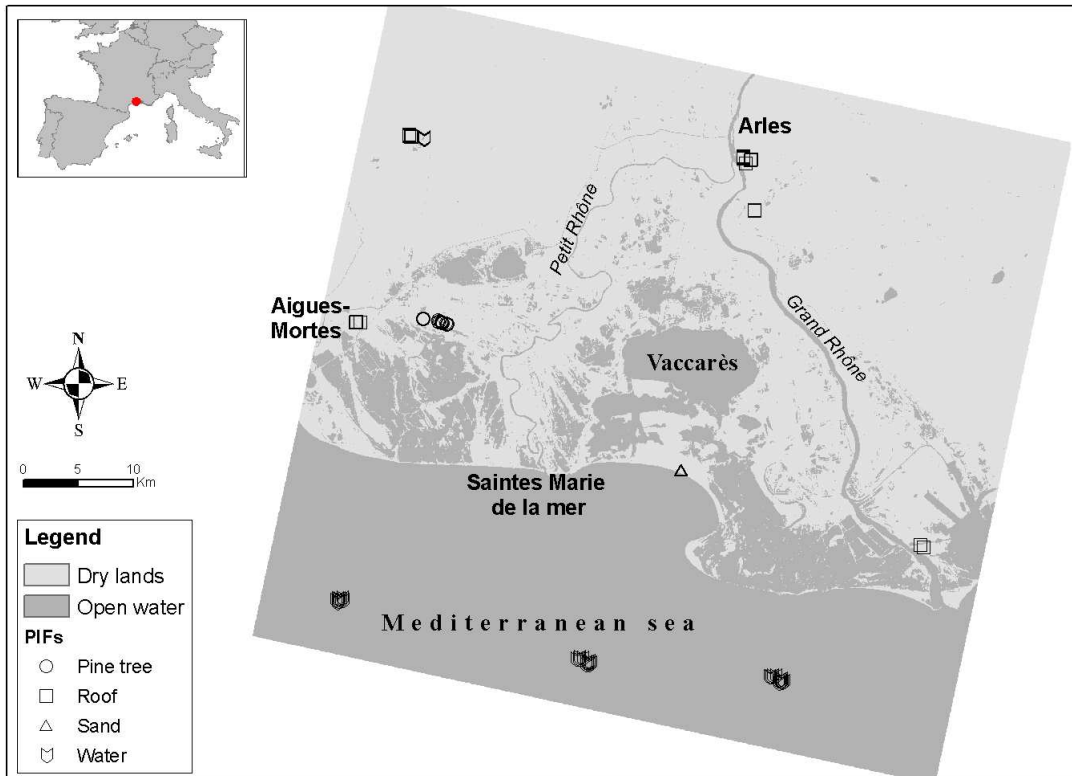 Arles
Petit Rhône
Grand Rhône
Aigues-
Mortes
Vaccarès
N
W
E
S
0 5 10
Km
Saintes Marie
de la mer
Mediterranean sea
Legend
Dry lands
Open water
PIFs
Pine tree
Roof
Sand
Water